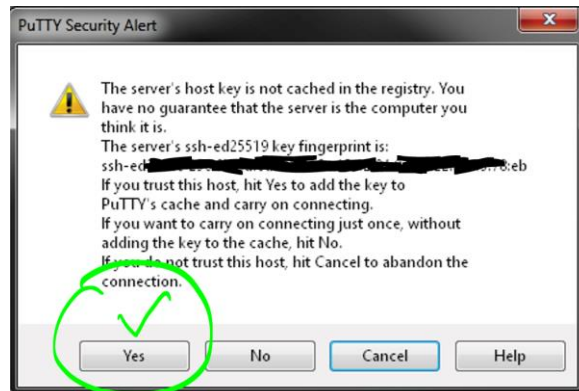 PuTTY Security Alert
The server's host key is not cached in the registry. You
have no guarantee that the server is the computer you
think it is.
The server's ssh-ed25519 key fingerprint is:
ssh-ed :eb
If you trust this host, hit Yes to add the key to
PuTTY's cache and carry on connecting.
If you want to carry on connecting just once, without
adding the key to the cache, hit No.
If you do not trust this host, hit Cancel to abandon the
connection.
Yes No Cancel Help